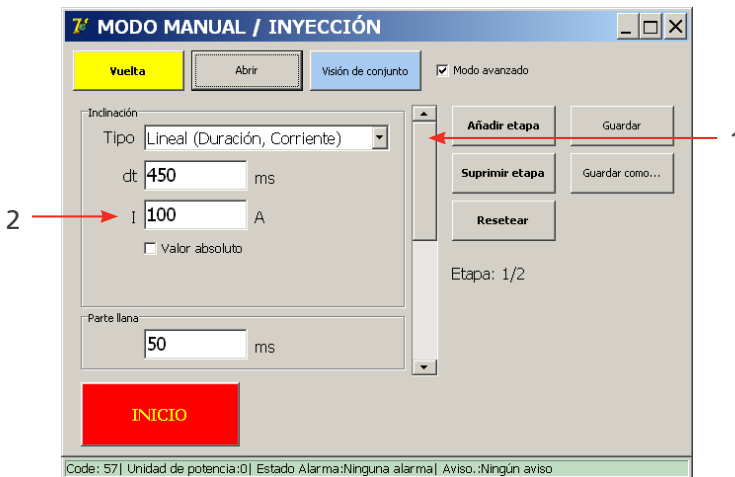 MODO MANUAL / INYECCIÓN
Vuelta Abrir Visión de conjunto Modo avanzado
Inclinación
Tipo Lineal (Duración, Corriente)
Añadir etapa Guardar
1
dt 450 ms
Suprimir etapa Guardar como...
2 I 100 A
Resetear
Valor absoluto
Etapa: 1/2
Parte llana
50 ms
INICIO
Code: 57| Unidad de potencia:0| Estado Alarma:Ninguna alarma| Aviso.:Ningún aviso